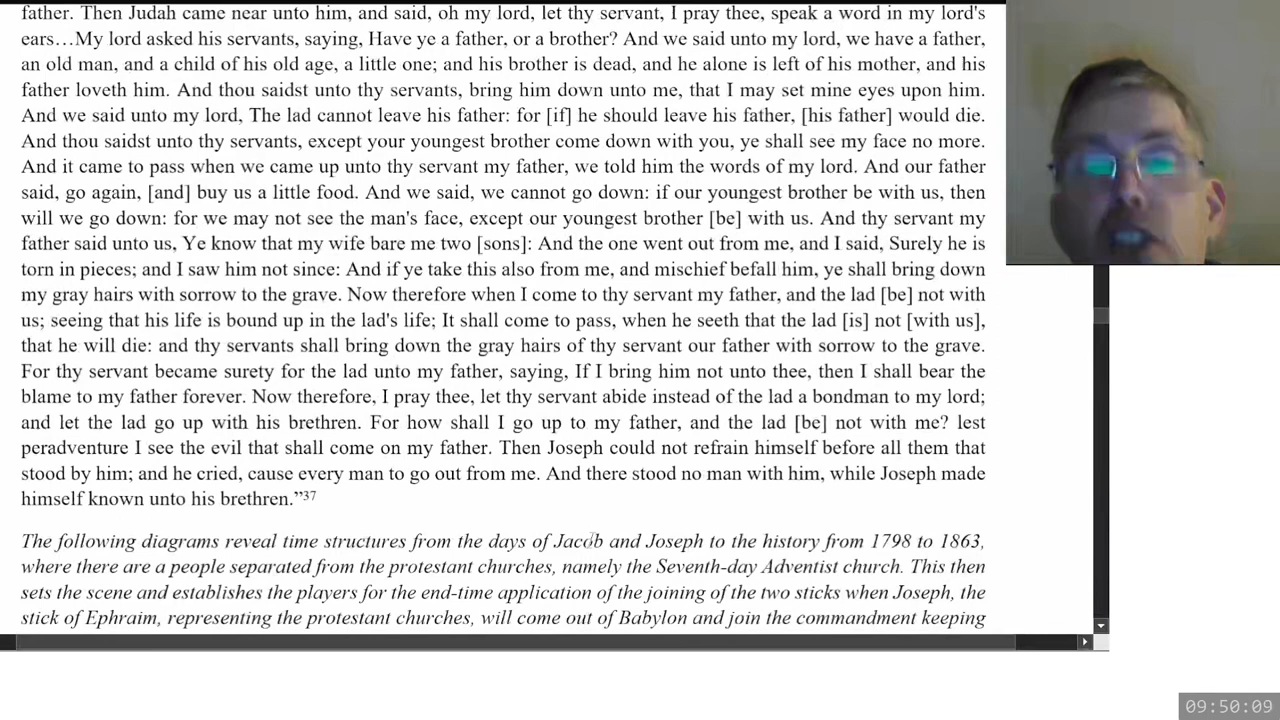 father. Then Judah came near unto him, and said, oh my lord, let thy servant, I pray thee, speak a word in my lord's
ears…My lord asked his servants, saying, Have ye a father, or a brother? And we said unto my lord, we have a father,
an old man, and a child of his old age, a little one; and his brother is dead, and he alone is left of his mother, and his
father loveth him. And thou saidst unto thy servants, bring him down unto me, that I may set mine eyes upon him.
And we said unto my lord, The lad cannot leave his father: for [if] he should leave his father, [his father] would die.
And thou saidst unto thy servants, except your youngest brother come down with you, ye shall see my face no more.
And it came to pass when we came up unto thy servant my father, we told him the words of my lord. And our father
said, go again, [and] buy us a little food. And we said, we cannot go down: if our youngest brother be with us, then
will we go down: for we may not see the man's face, except our youngest brother [be] with us. And thy servant my
father said unto us, Ye know that my wife bare me two [sons]: And the one went out from me, and I said, Surely he is
torn in pieces; and I saw him not since: And if ye take this also from me, and mischief befall him, ye shall bring down
my gray hairs with sorrow to the grave. Now therefore when I come to thy servant my father, and the lad [be] not with
us; seeing that his life is bound up in the lad's life; It shall come to pass, when he seeth that the lad [is] not [with us],
that he will die: and thy servants shall bring down the gray hairs of thy servant our father with sorrow to the grave.
For thy servant became surety for the lad unto my father, saying, If I bring him not unto thee, then I shall bear the
blame to my father forever. Now therefore, I pray thee, let thy servant abide instead of the lad a bondman to my lord;
and let the lad go up with his brethren. For how shall I go up to my father, and the lad [be] not with me? lest
peradventure I see the evil that shall come on my father. Then Joseph could not refrain himself before all them that
stood by him; and he cried, cause every man to go out from me. And there stood no man with him, while Joseph made
himself known unto his brethren.”³⁷
The following diagrams reveal time structures from the days of Jacob and Joseph to the history from 1798 to 1863,
where there are a people separated from the protestant churches, namely the Seventh-day Adventist church. This then
sets the scene and establishes the players for the end-time application of the joining of the two sticks when Joseph, the
stick of Ephraim, representing the protestant churches, will come out of Babylon and join the commandment keeping
09:50:09